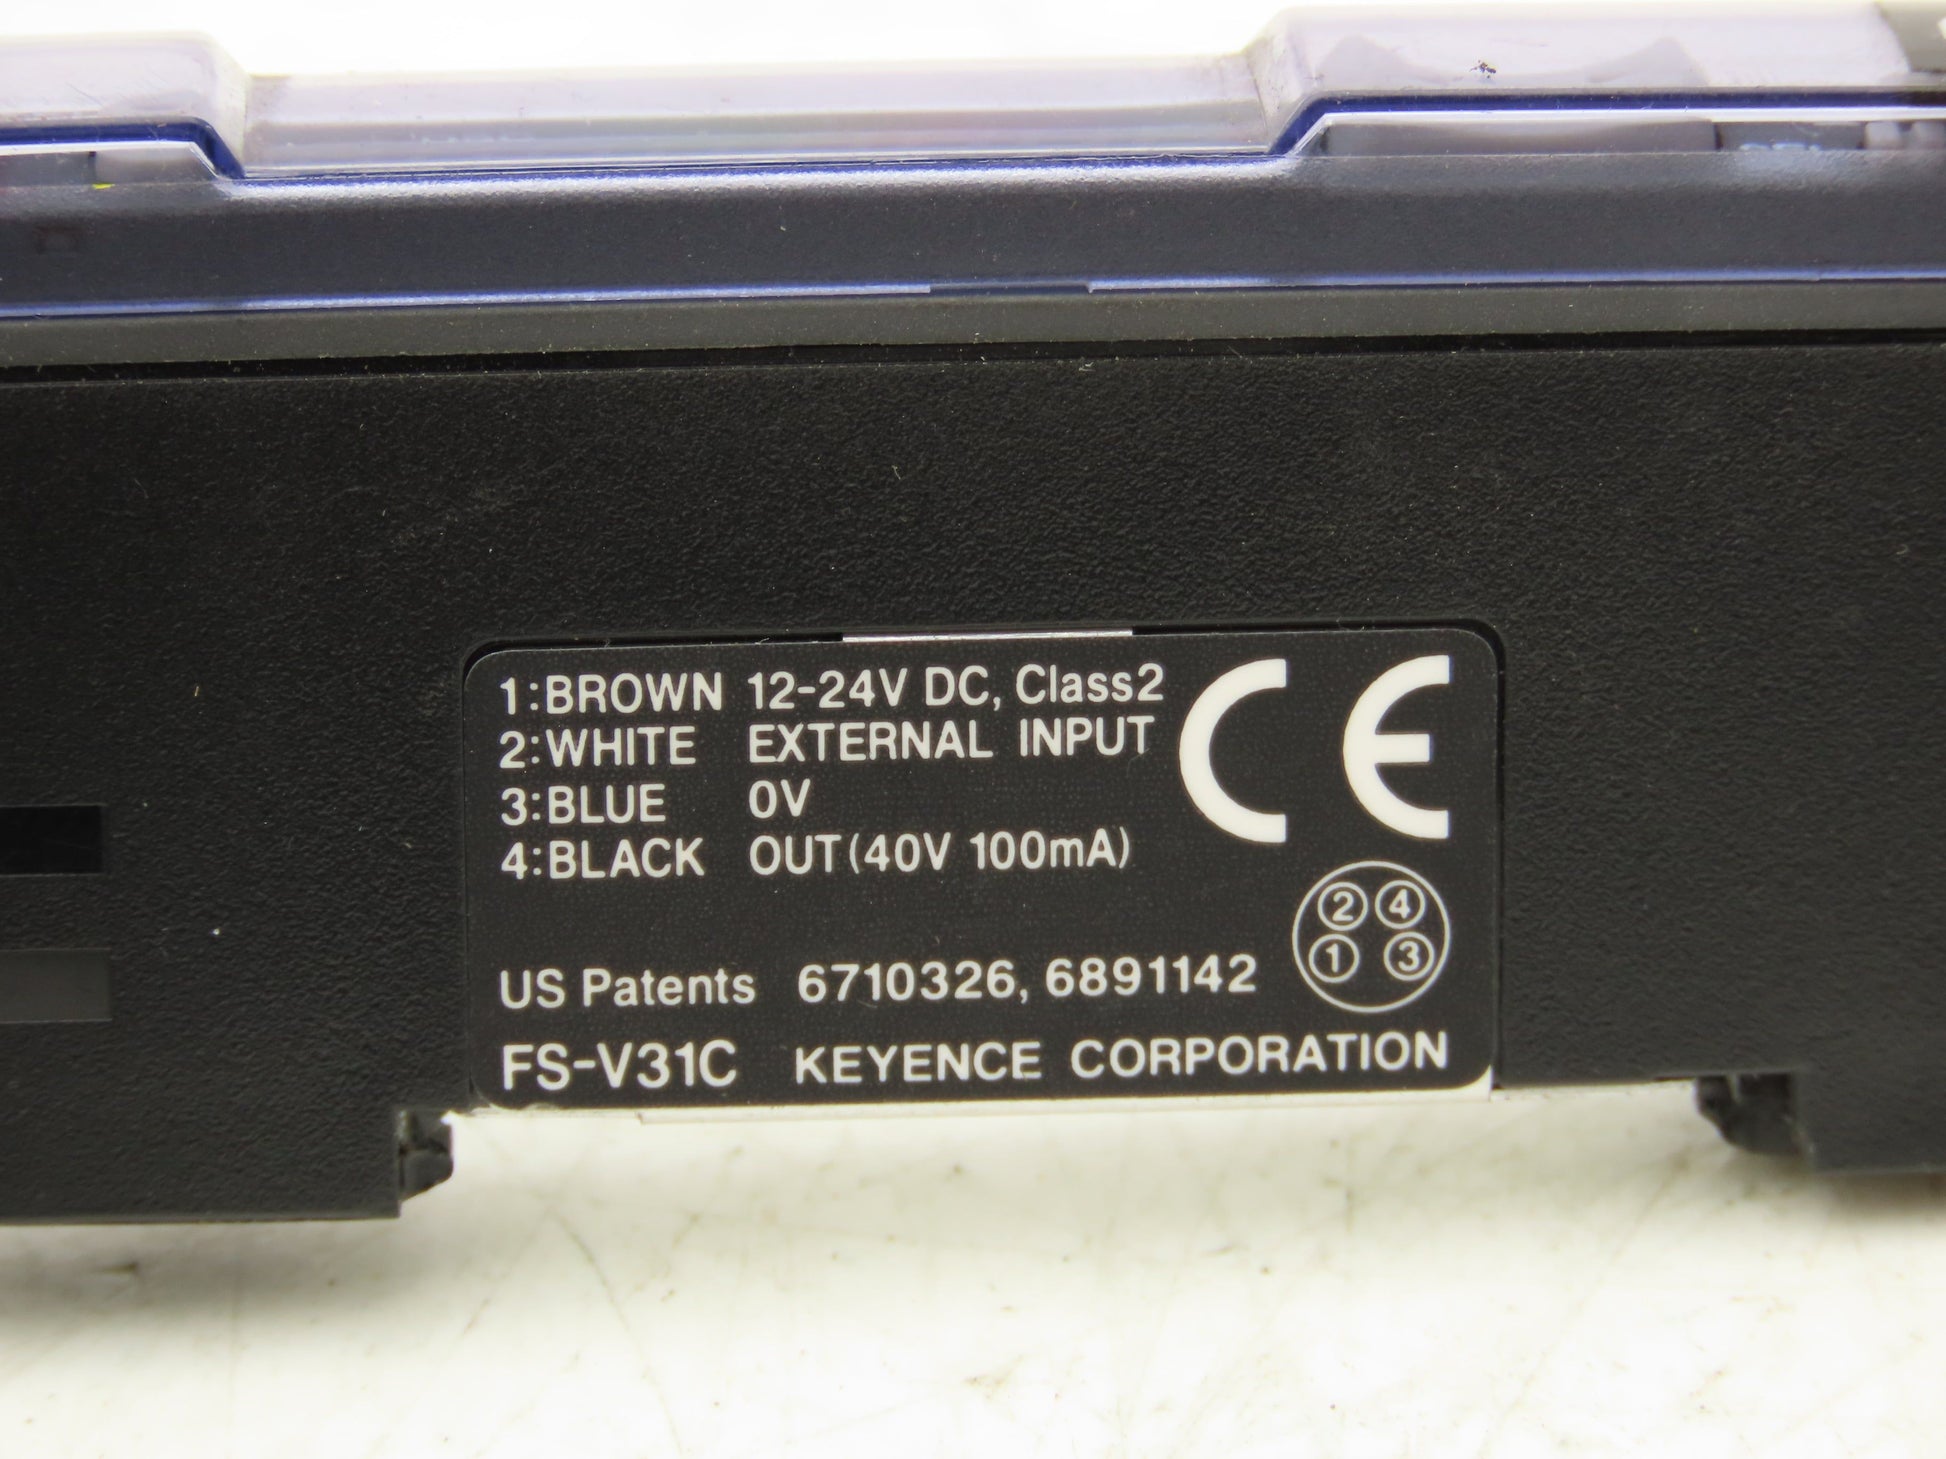 1:BROWN 12-24V DC, Class2
2:WHITE EXTERNAL INPUT
3:BLUE 0V
4:BLACK OUT(40V 100mA)
CE
2 4
1 3
US Patents 6710326, 6891142
FS-V31C KEYENCE CORPORATION